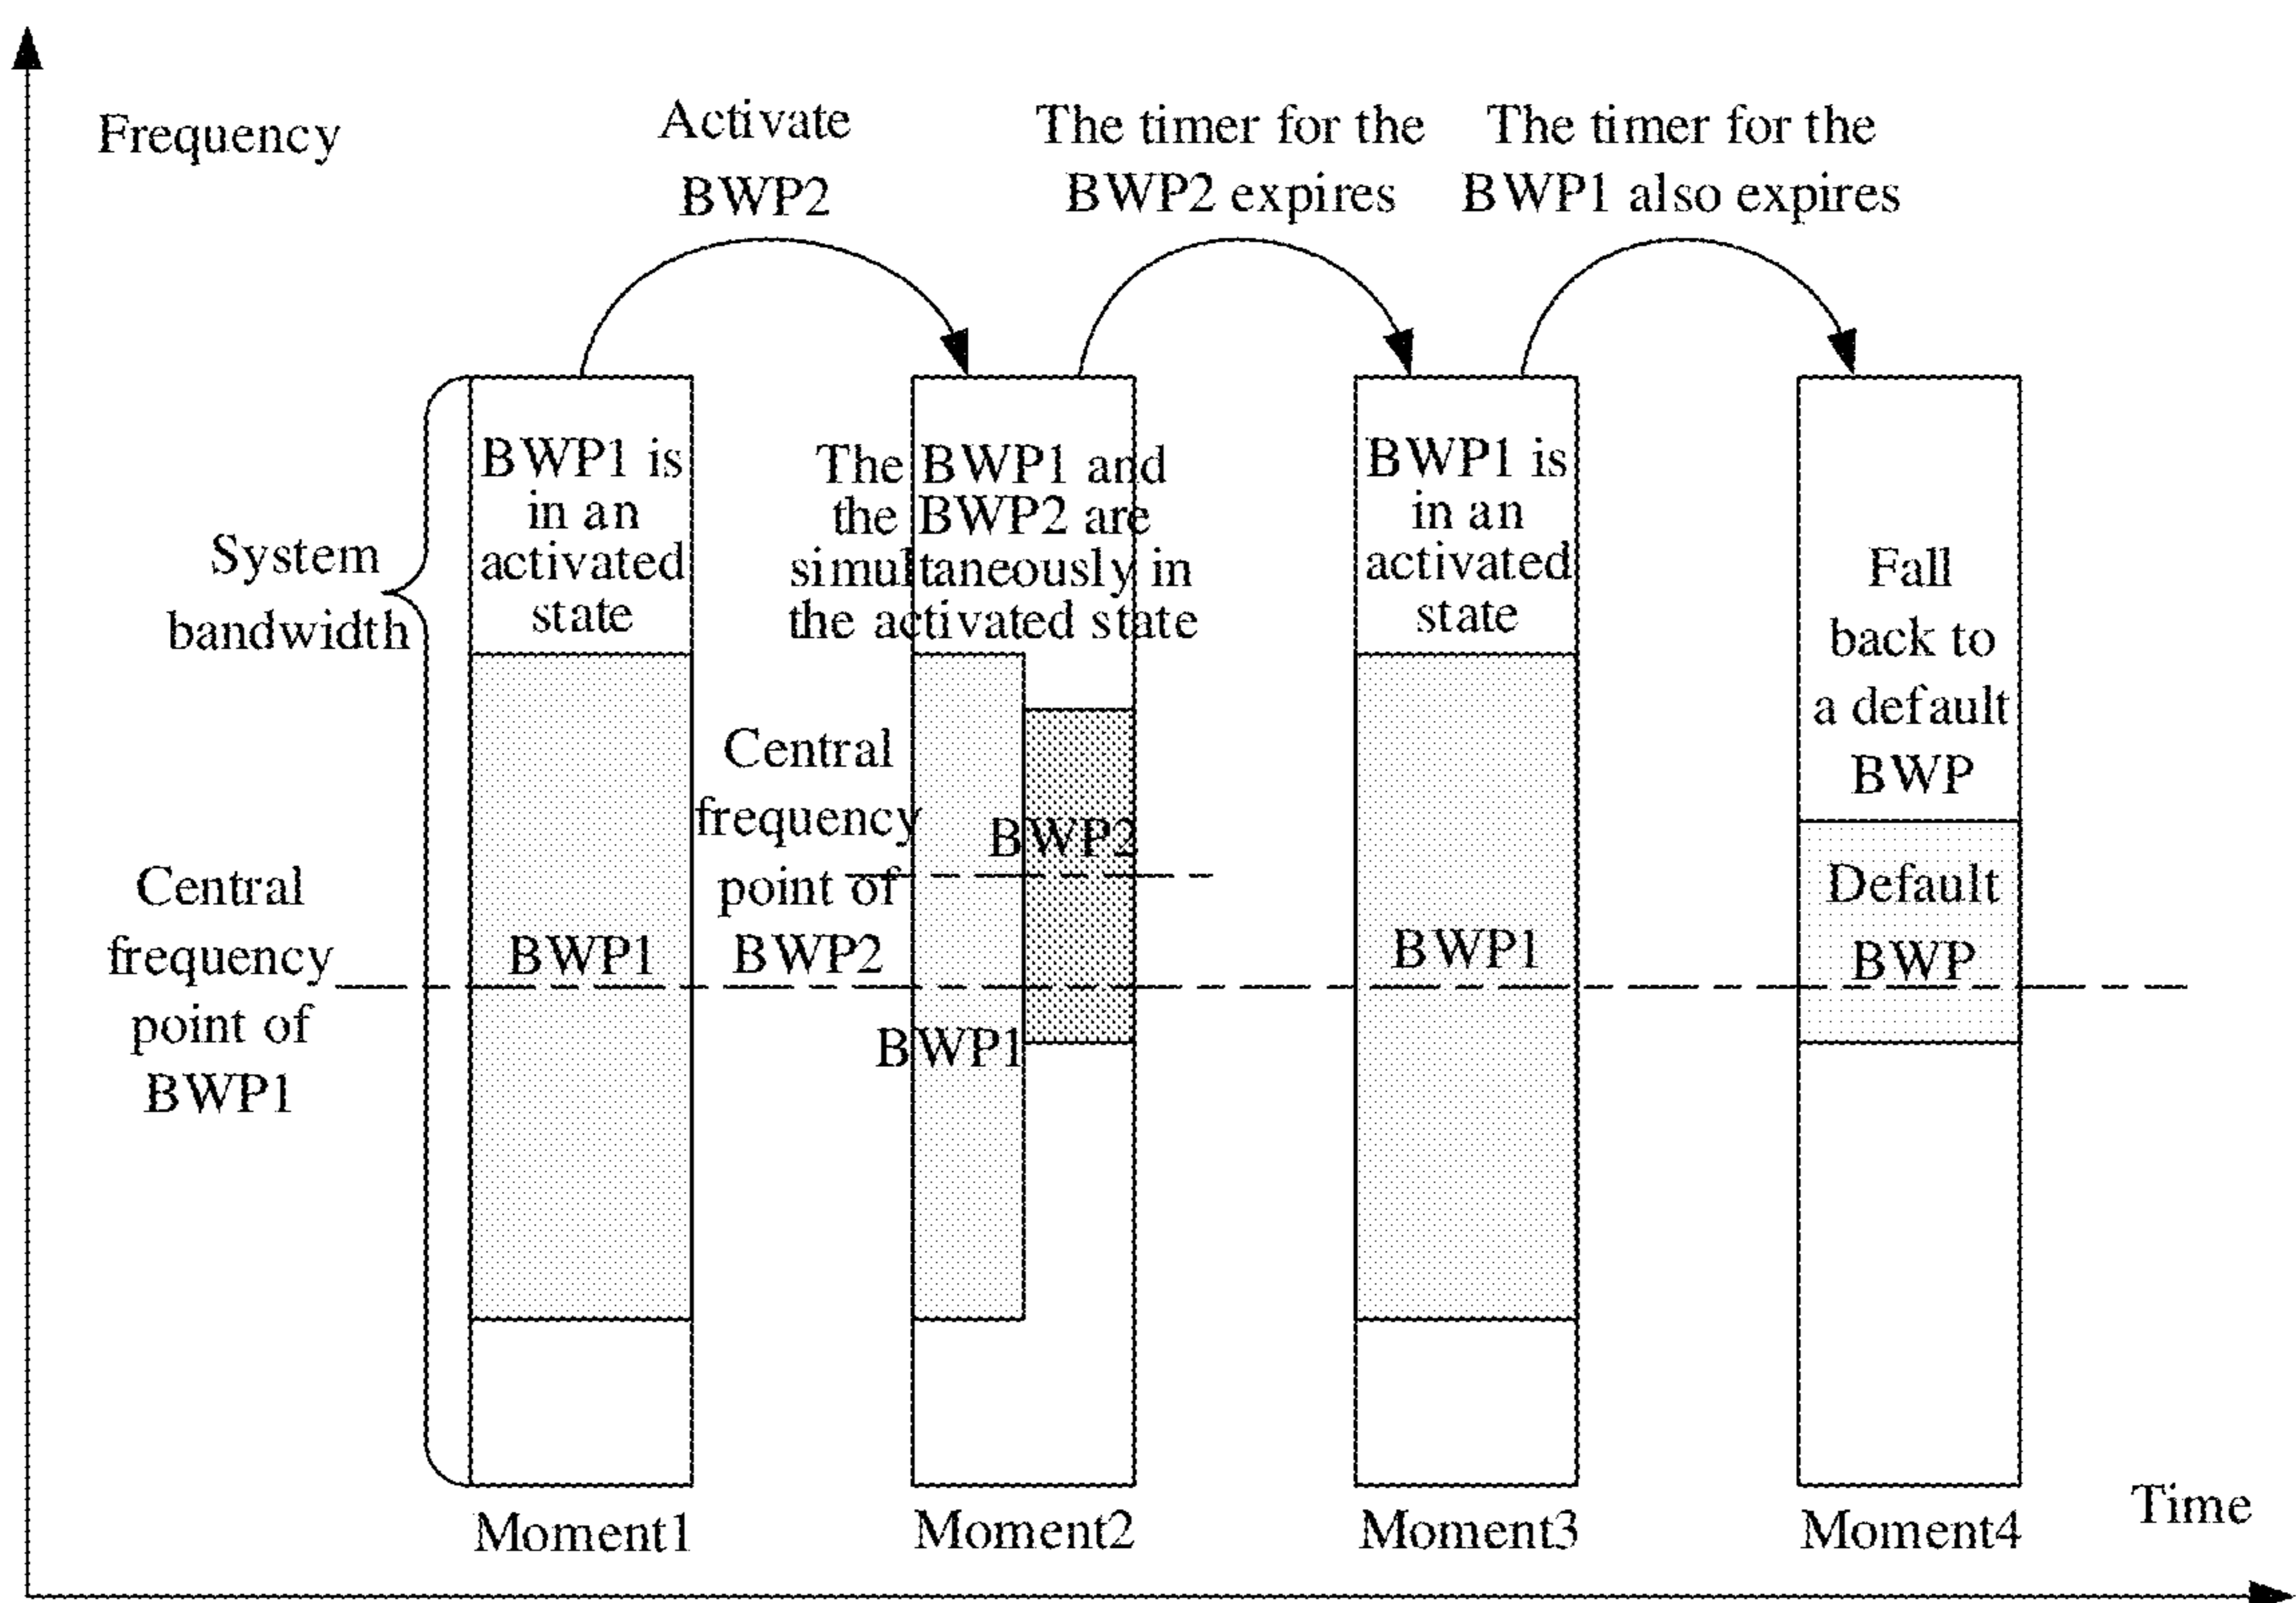 Frequency
Activate
BWP2
The timer for the
BWP2 expires
The timer for the
BWP1 also expires
System
bandwidth
BWP1 is
in an
activated
state
The BWP1 and
the BWP2 are
simultaneously in
the activated state
BWP1 is
in an
activated
state
Fall
back to
a default
BWP
Central
frequency
point of
BWP1
BWP1
Central
frequency
point of
BWP2
BWP2
BWP1
BWP1
Default
BWP
Moment1
Moment2
Moment3
Moment4
Time